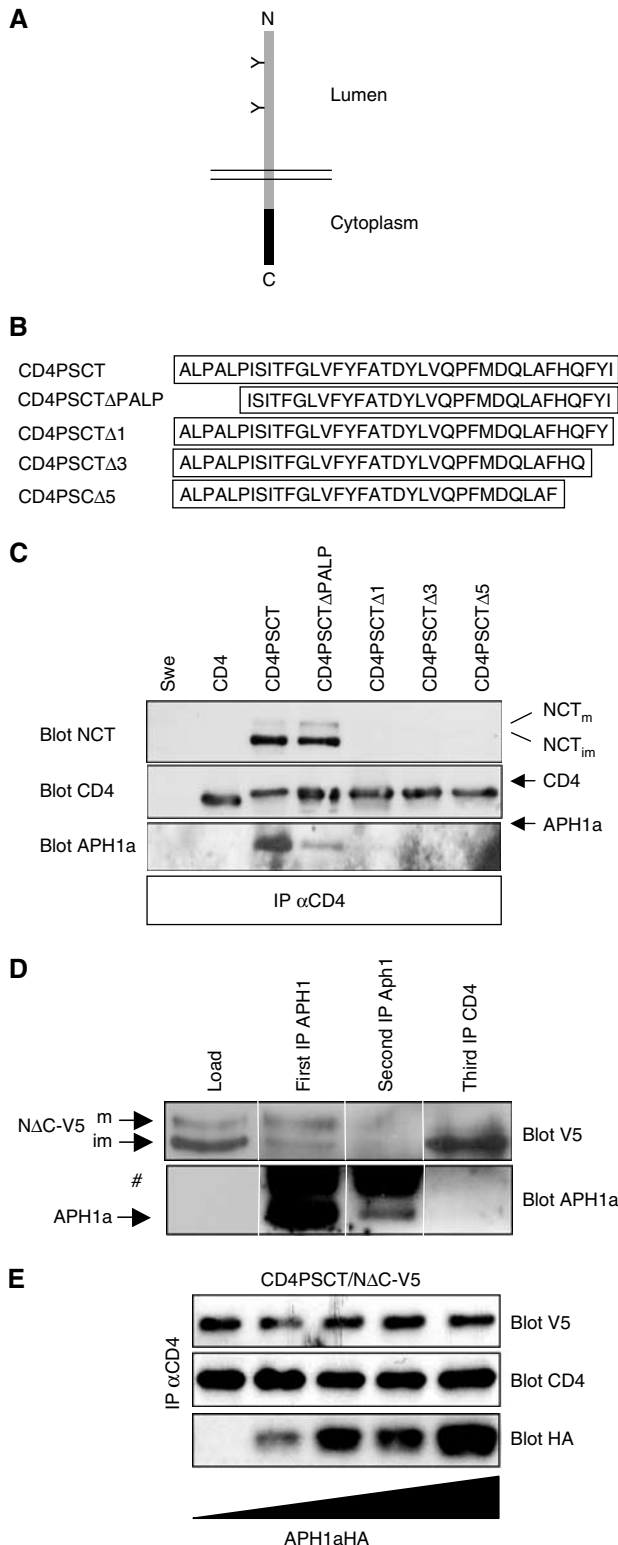 A
N
Lumen
Cytoplasm
C
B
CD4PSCT ALPALPISITFGLVFYFATDYLVQPFMDQLAFHQFYI
CD4PSCTΔPALP ISITFGLVFYFATDYLVQPFMDQLAFHQFYI
CD4PSCTΔ1 ALPALPISITFGLVFYFATDYLVQPFMDQLAFHQFY
CD4PSCTΔ3 ALPALPISITFGLVFYFATDYLVQPFMDQLAFHQ
CD4PSCΔ5 ALPALPISITFGLVFYFATDYLVQPFMDQLAF
C
Swe
CD4
CD4PSCT
CD4PSCTΔPALP
CD4PSCTΔ1
CD4PSCTΔ3
CD4PSCTΔ5
Blot NCT
NCTm
NCTim
Blot CD4
CD4
Blot APH1a
APH1a
IP αCD4
D
Load
First IP APH1
Second IP Aph1
Third IP CD4
NΔC-V5
m
im
Blot V5
#
APH1a
Blot APH1a
E
CD4PSCT/NΔC-V5
IP αCD4
Blot V5
Blot CD4
Blot HA
APH1aHA